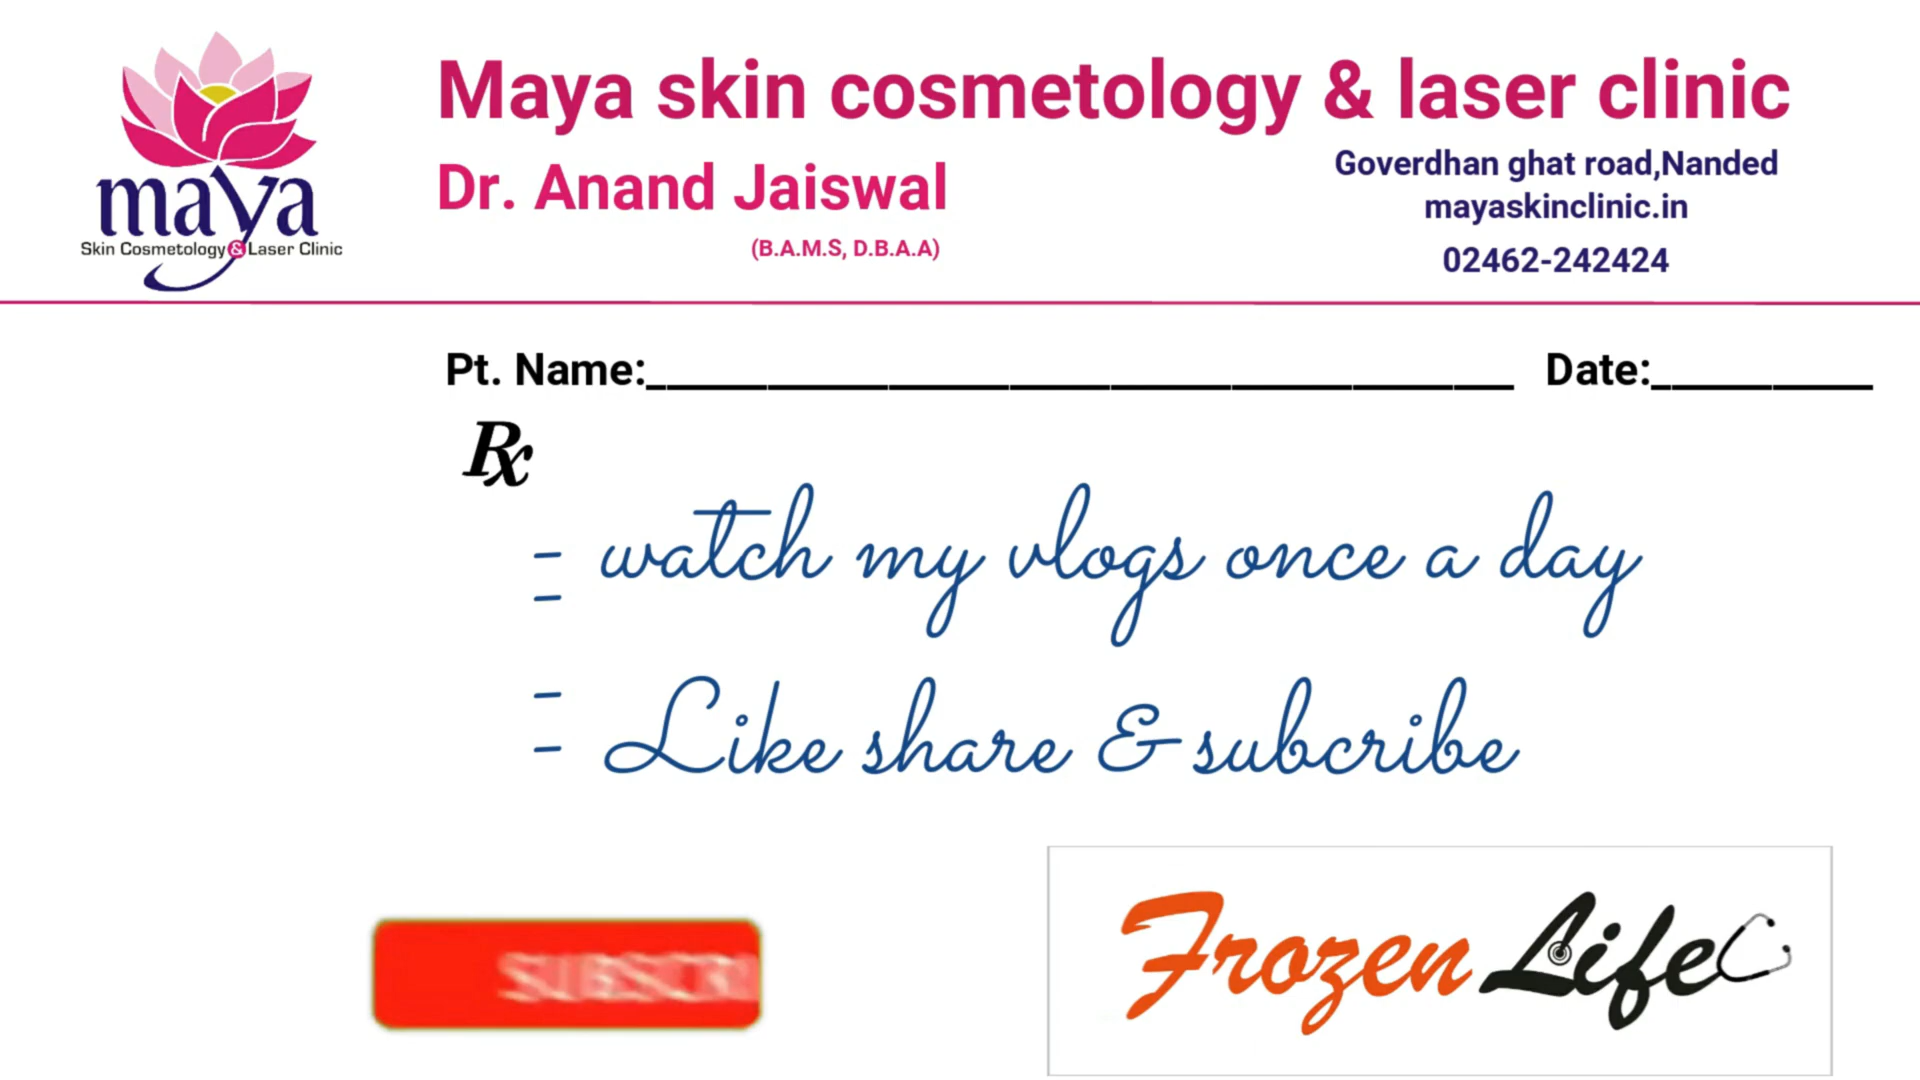 maya
Skin Cosmetology & Laser Clinic
Maya skin cosmetology & laser clinic
Dr. Anand Jaiswal
(B.A.M.S, D.B.A.A)
Goverdhan ghat road,Nanded
mayaskinclinic.in
02462-242424
Pt. Name: Date:
Rx
- watch my vlogs once a day
-
-
- Like share & subcribe
SUBSCRI
Frozen Life